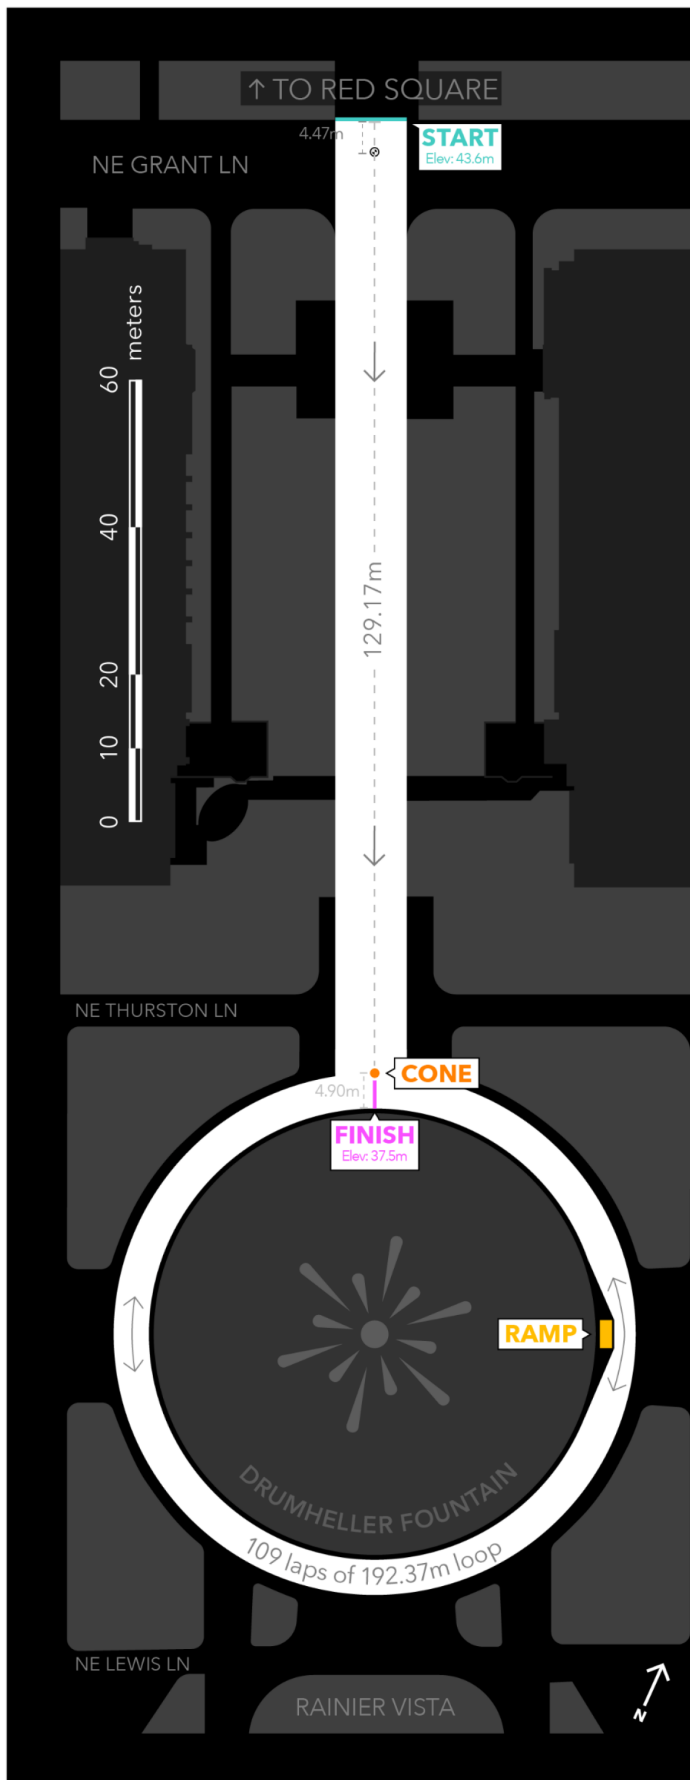 ↑ TO RED SQUARE
4.47m
START
Elev: 43.6m
NE GRANT LN
meters
60
40
20
10
0
129.17m
NE THURSTON LN
CONE
4.90m
FINISH
Elev: 37.5m
RAMP
DRUMHELLER FOUNTAIN
109 laps of 192.37m loop
NE LEWIS LN
RAINIER VISTA
N